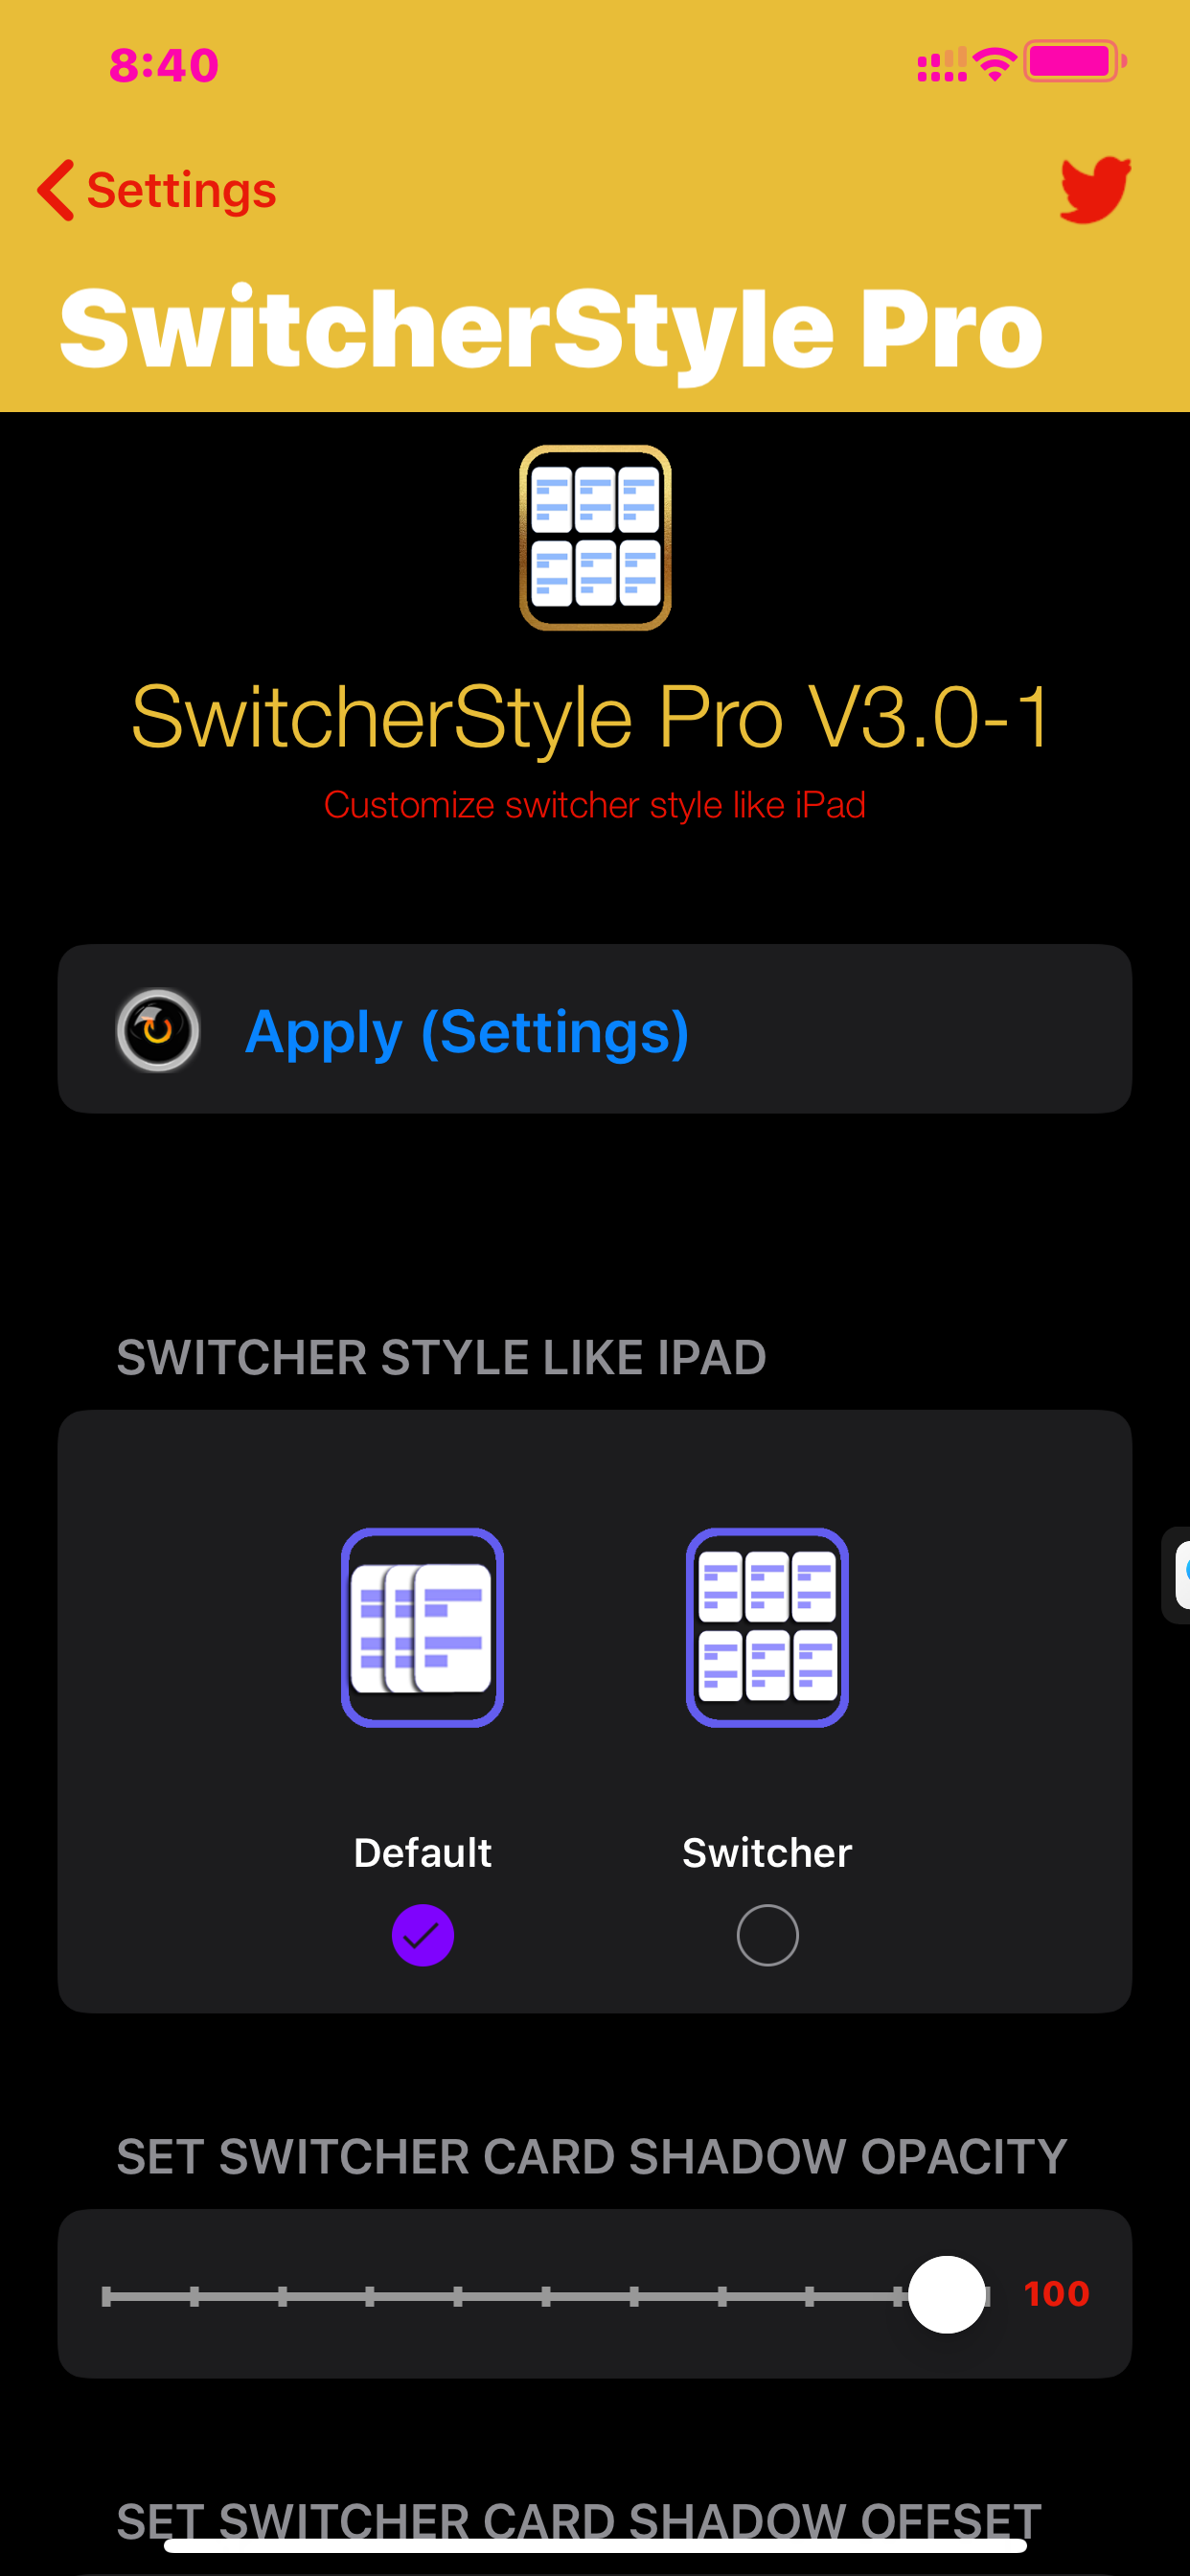 8:40
Settings
SwitcherStyle Pro
SwitcherStyle Pro V3.0-1
Customize switcher style like iPad
Apply (Settings)
SWITCHER STYLE LIKE IPAD
Default
Switcher
SET SWITCHER CARD SHADOW OPACITY
100
SET SWITCHER CARD SHADOW OFFSET